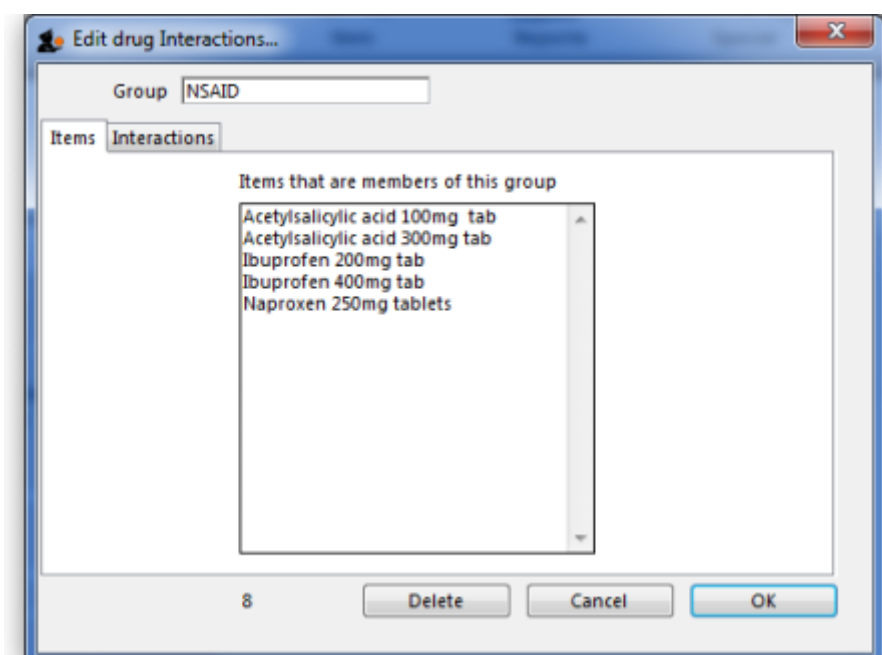 Edit drug Interactions...
Group NSAID
Items Interactions
Items that are members of this group
Acetylsalicylic acid 100mg  tab
Acetylsalicylic acid 300mg tab
Ibuprofen 200mg tab
Ibuprofen 400mg tab
Naproxen 250mg tablets
8 Delete Cancel OK